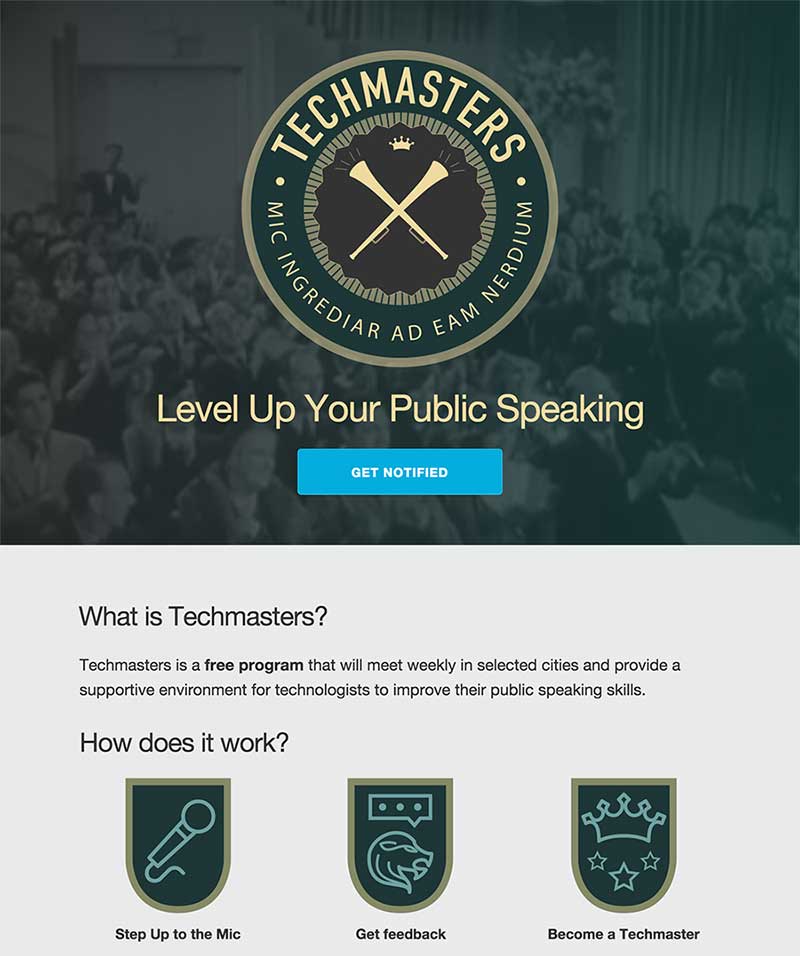 TECHMASTERS
MIC INGREDIAR AD EAM NERDIUM
Level Up Your Public Speaking
GET NOTIFIED
What is Techmasters?
Techmasters is a free program that will meet weekly in selected cities and provide a
supportive environment for technologists to improve their public speaking skills.
How does it work?
Step Up to the Mic
Get feedback
Become a Techmaster